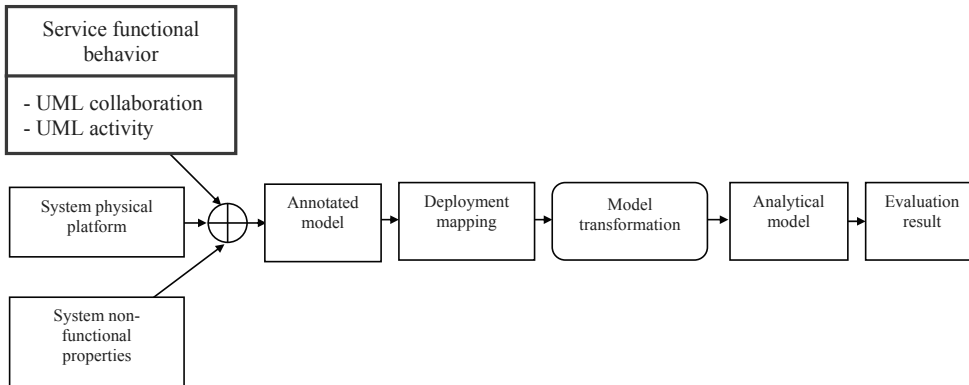 Service functional
behavior
- UML collaboration
- UML activity
System physical
platform
System non-
functional
properties
Annotated
model
Deployment
mapping
Model
transformation
Analytical
model
Evaluation
result